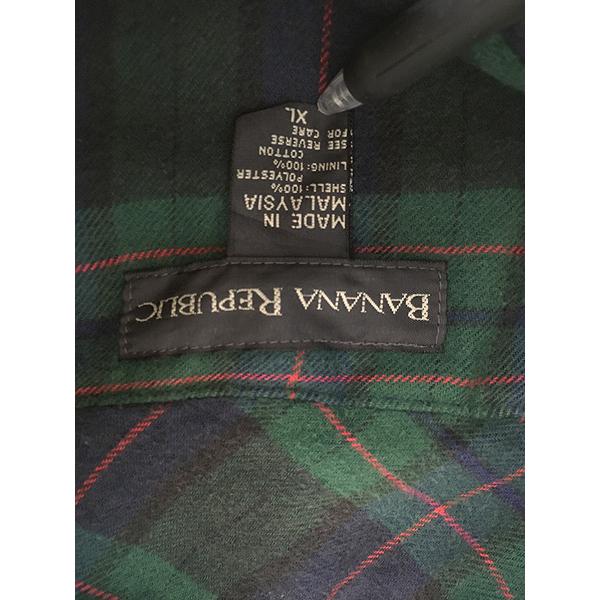 BANANA REPUBLIC
MADE IN
MALAYSIA
SHELL: 100%
POLYESTER
LINING: 100%
COTTON
SEE REVERSE
FOR CARE
XL